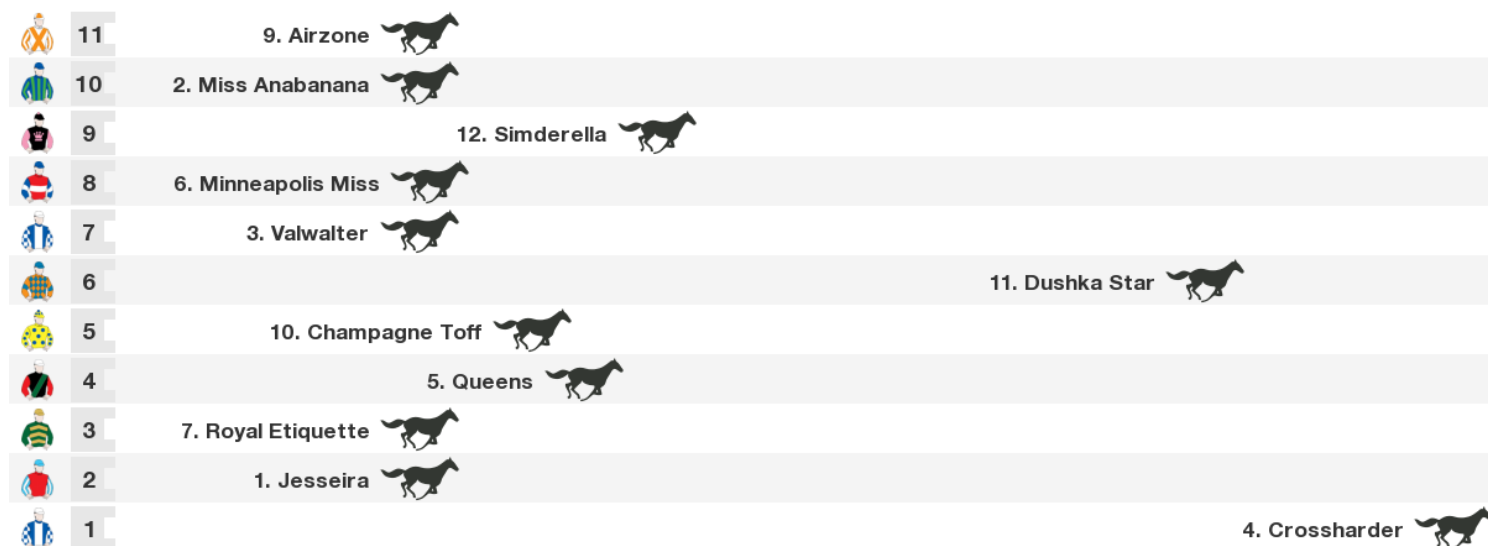 11 9. Airzone
10 2. Miss Anabanana
9 12. Simderella
8 6. Minneapolis Miss
7 3. Valwalter
6 11. Dushka Star
5 10. Champagne Toff
4 5. Queens
3 7. Royal Etiquette
2 1. Jesseira
1 4. Crossharder